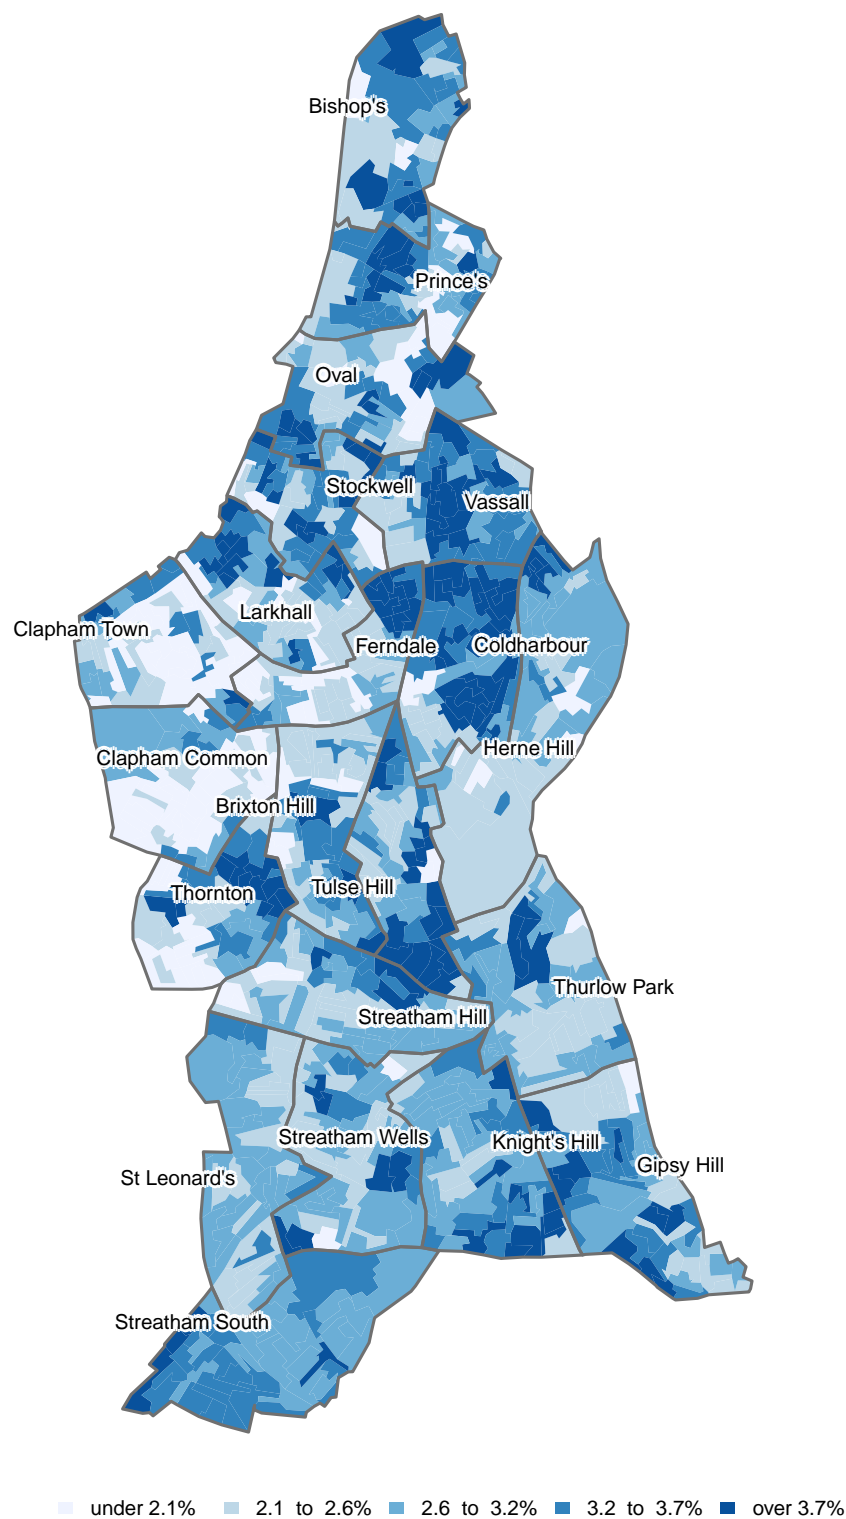 Bishop's
Prince's
Oval
Stockwell
Vassall
Larkhall
Clapham Town
Ferndale
Coldharbour
Herne Hill
Clapham Common
Brixton Hill
Tulse Hill
Thornton
Thurlow Park
Streatham Hill
Streatham Wells
Knight's Hill
Gipsy Hill
St Leonard's
Streatham South
under 2.1% 2.1 to 2.6% 2.6 to 3.2% 3.2 to 3.7% over 3.7%